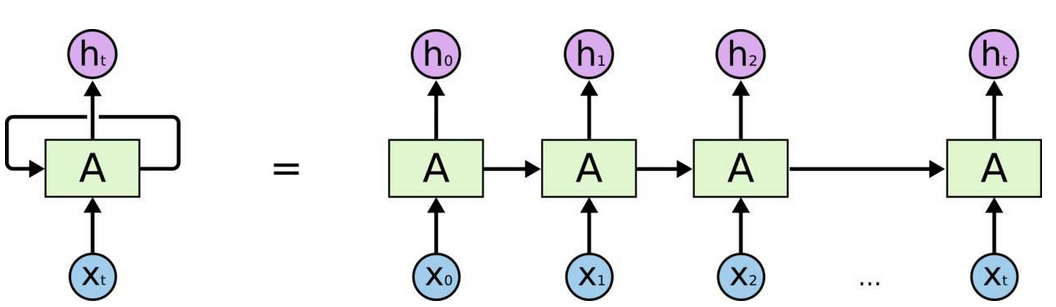 hₜ h₀ h₁ h₂ hₜ
A = A A A A
xₜ x₀ x₁ x₂ ... xₜ